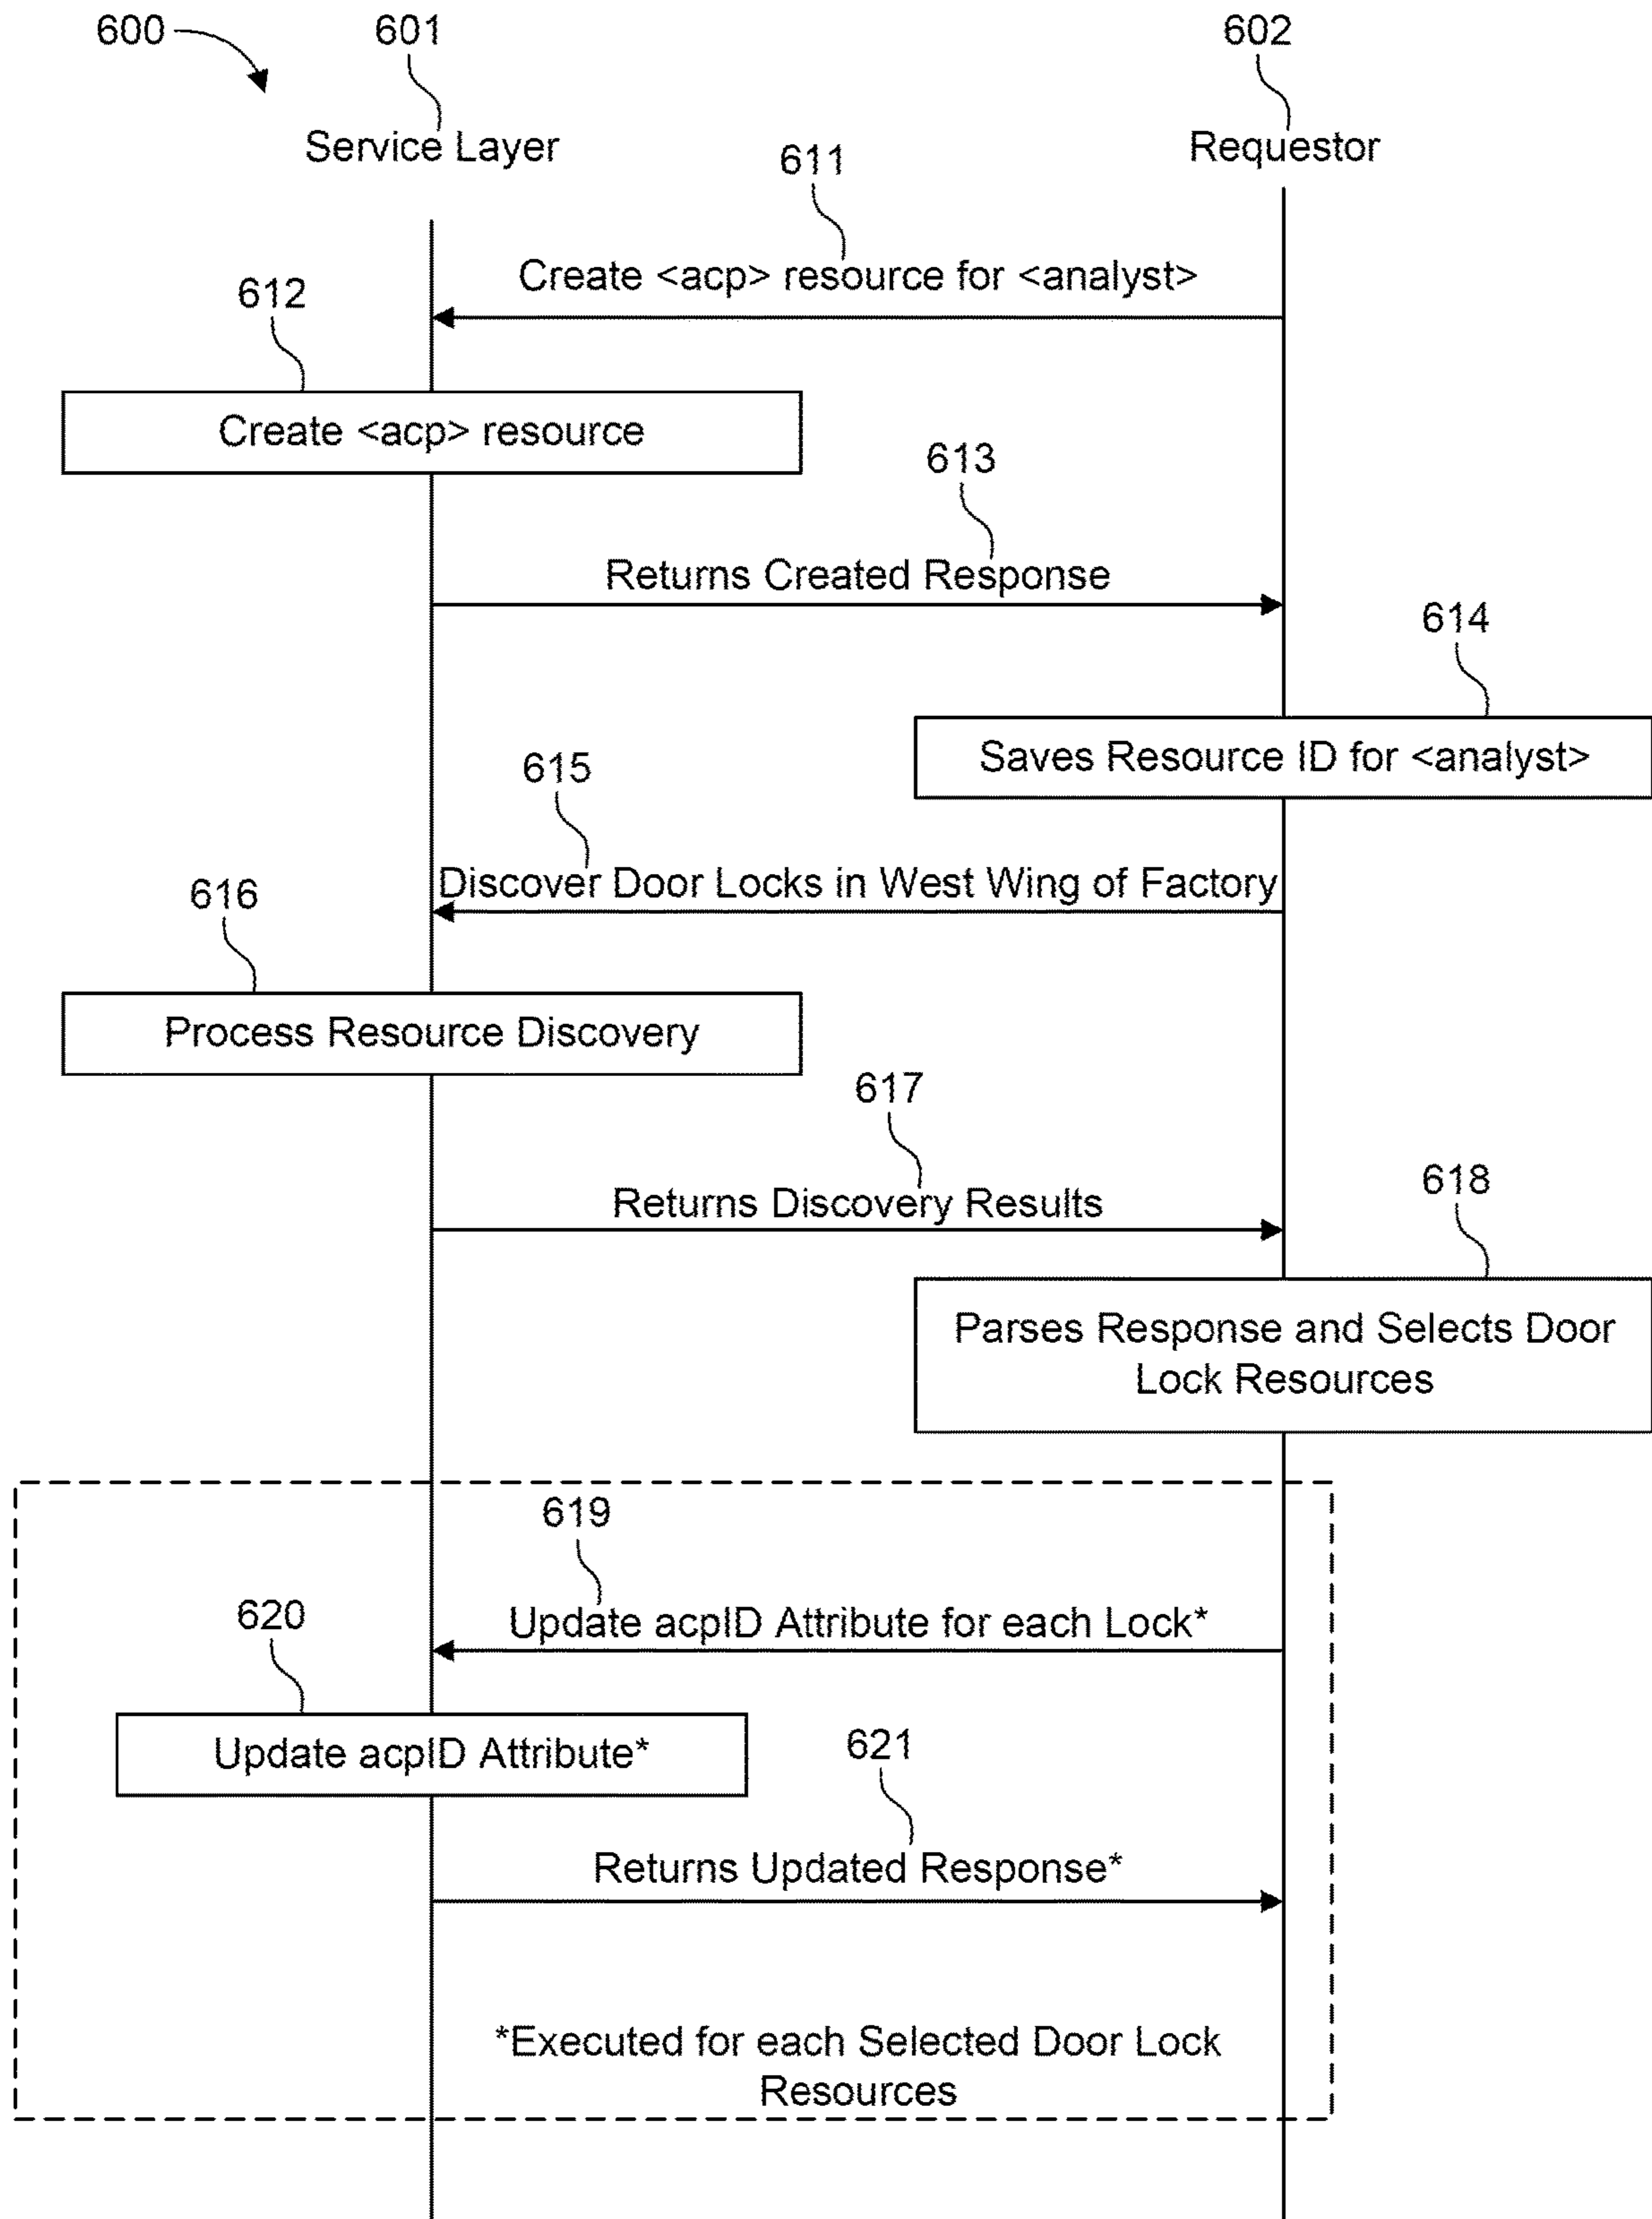 600
601
602
Service Layer
Requestor
611
Create <acp> resource for <analyst>
612
Create <acp> resource
613
Returns Created Response
614
Saves Resource ID for <analyst>
615
Discover Door Locks in West Wing of Factory
616
Process Resource Discovery
617
Returns Discovery Results
618
Parses Response and Selects Door
Lock Resources
619
Update acpID Attribute for each Lock*
620
Update acpID Attribute*
621
Returns Updated Response*
*Executed for each Selected Door Lock
Resources